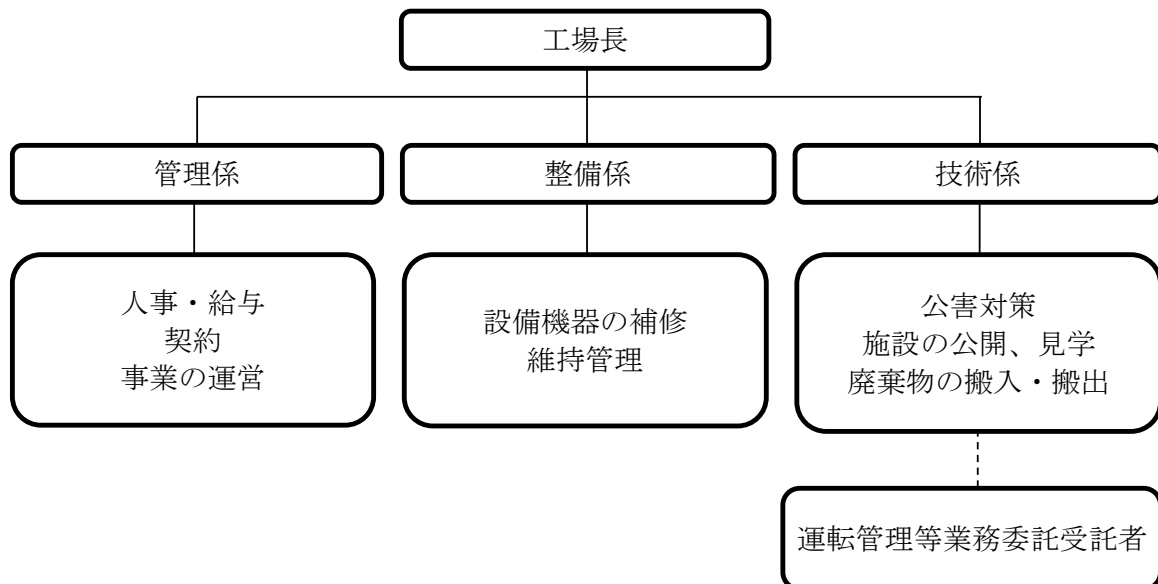 工場長
管理係
整備係
技術係
人事・給与
契約
事業の運営
設備機器の補修
維持管理
公害対策
施設の公開、見学
廃棄物の搬入・搬出
運転管理等業務委託受託者